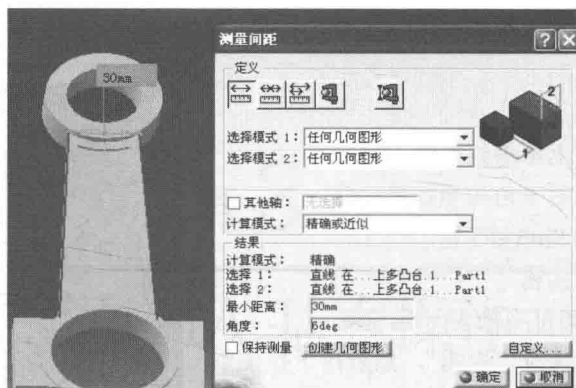 30mm
测量间距
定义
2
1
选择模式 1: 任何几何图形
选择模式 2: 任何几何图形
其他轴: 无选择
计算模式: 精确或近似
结果
计算模式: 精确
选择 1: 直线 在...上多凸台.1...Part1
选择 2: 直线 在...上多凸台.1...Part1
最小距离: 30mm
角度: 6deg
保持测量 创建几何图形 自定义...
确定 取消